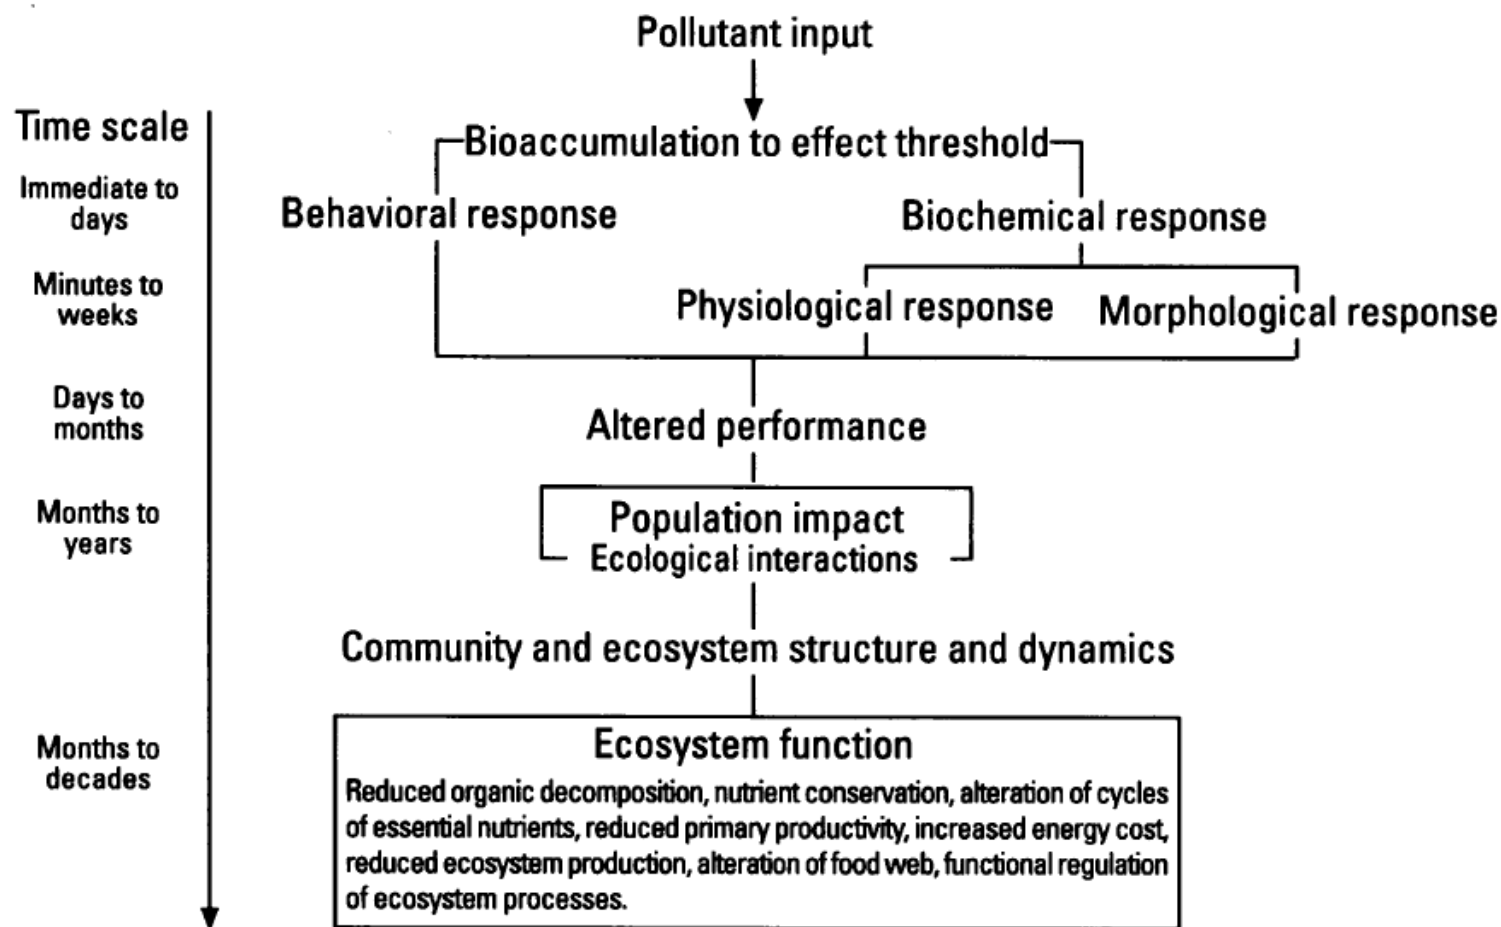 Pollutant input
Time scale
Bioaccumulation to effect threshold
Immediate to
days
Behavioral response
Biochemical response
Minutes to
weeks
Physiological response
Morphological response
Days to
months
Altered performance
Months to
years
Population impact
Ecological interactions
Community and ecosystem structure and dynamics
Months to
decades
Ecosystem function
Reduced organic decomposition, nutrient conservation, alteration of cycles
of essential nutrients, reduced primary productivity, increased energy cost,
reduced ecosystem production, alteration of food web, functional regulation
of ecosystem processes.